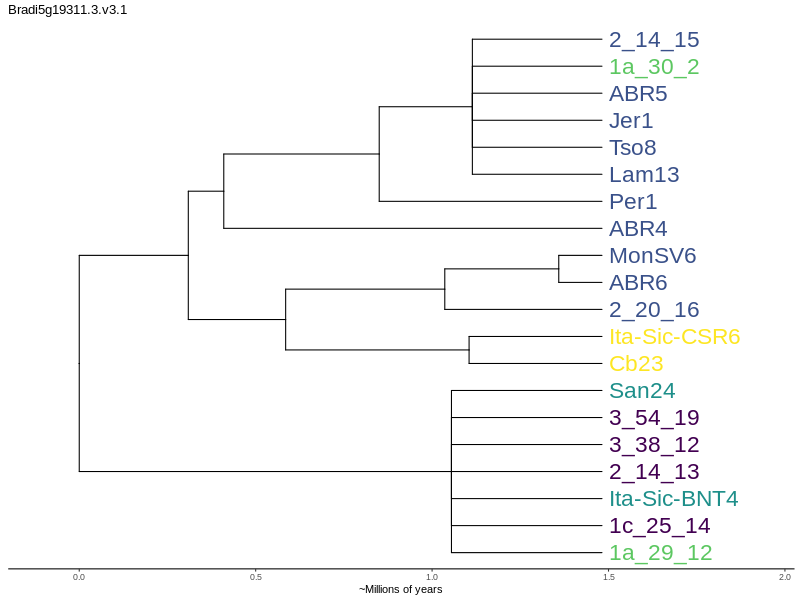 Bradi5g19311.3.v3.1
2_14_15
1a_30_2
ABR5
Jer1
Tso8
Lam13
Per1
ABR4
MonSV6
ABR6
2_20_16
Ita-Sic-CSR6
Cb23
San24
3_54_19
3_38_12
2_14_13
Ita-Sic-BNT4
1c_25_14
1a_29_12
0.0 0.5 1.0 1.5 2.0
~Millions of years